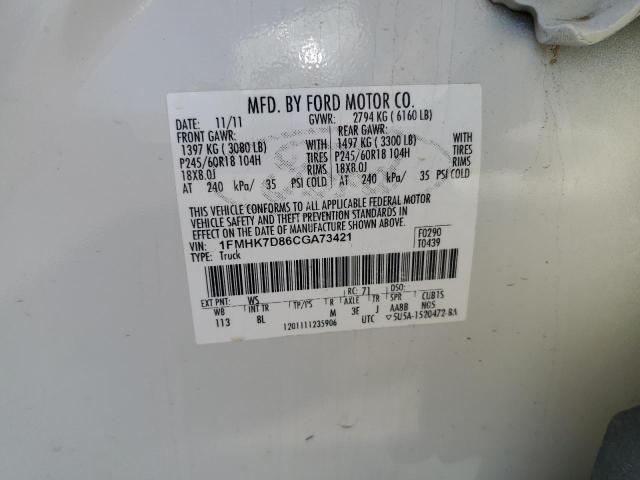 MFD. BY FORD MOTOR CO.
DATE: 11/11 GVWR: 2794 KG ( 6160 LB)
FRONT GAWR: REAR GAWR:
1397 KG ( 3080 LB) WITH 1497 KG ( 3300 LB) WITH
P245/60R18 104H TIRES P245/60R18 104H TIRES
18X8.0J RIMS 18X8.0J RIMS
AT 240 kPa/ 35 PSI COLD AT 240 kPa/ 35 PSI COLD
THIS VEHICLE CONFORMS TO ALL APPLICABLE FEDERAL MOTOR
VEHICLE SAFETY AND THEFT PREVENTION STANDARDS IN
EFFECT ON THE DATE OF MANUFACTURE SHOWN ABOVE.
VIN: 1FMHK7D86CGA73421 F0290
TYPE: Truck T0439
EXT PNT: WS RC: 71 DSO:
WB INT TR TP/PS R AXLE TR SPR CUBTS
113 8L M 3E J AA8B NOS
1201111235906 UTC ▽5U5A-1520472-BA